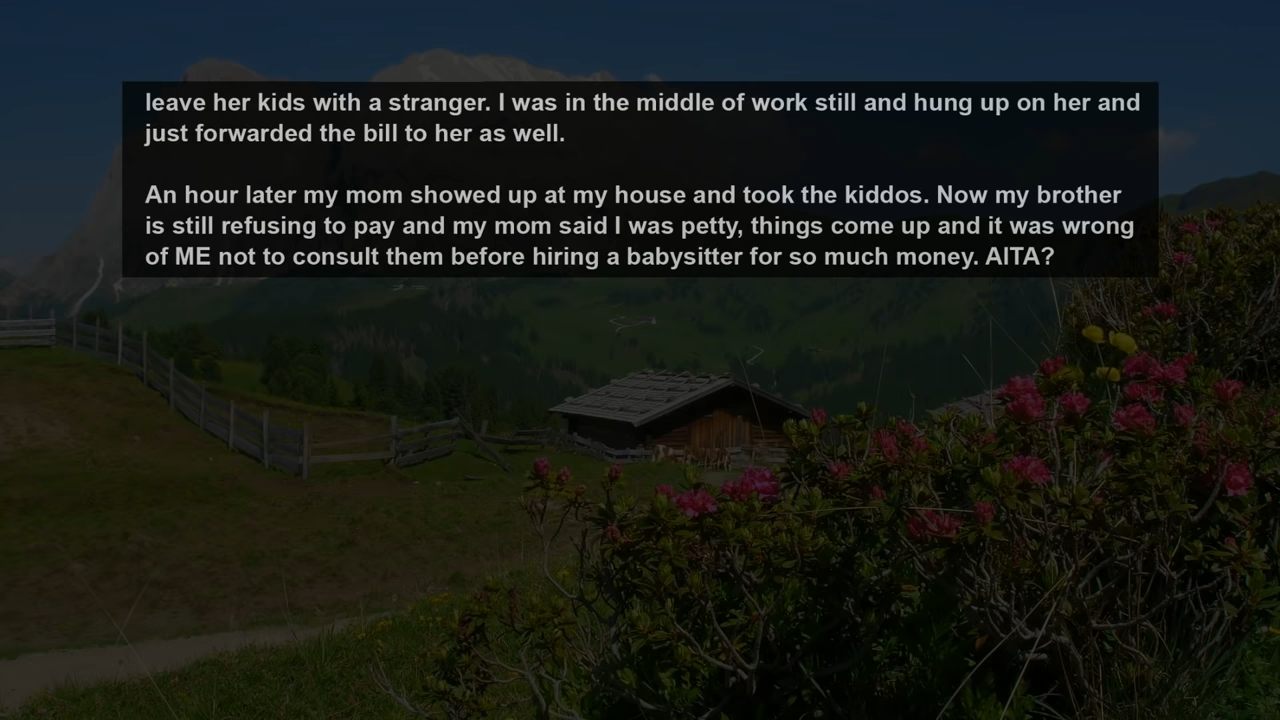 leave her kids with a stranger. I was in the middle of work still and hung up on her and
just forwarded the bill to her as well.
An hour later my mom showed up at my house and took the kiddos. Now my brother
is still refusing to pay and my mom said I was petty, things come up and it was wrong
of ME not to consult them before hiring a babysitter for so much money. AITA?